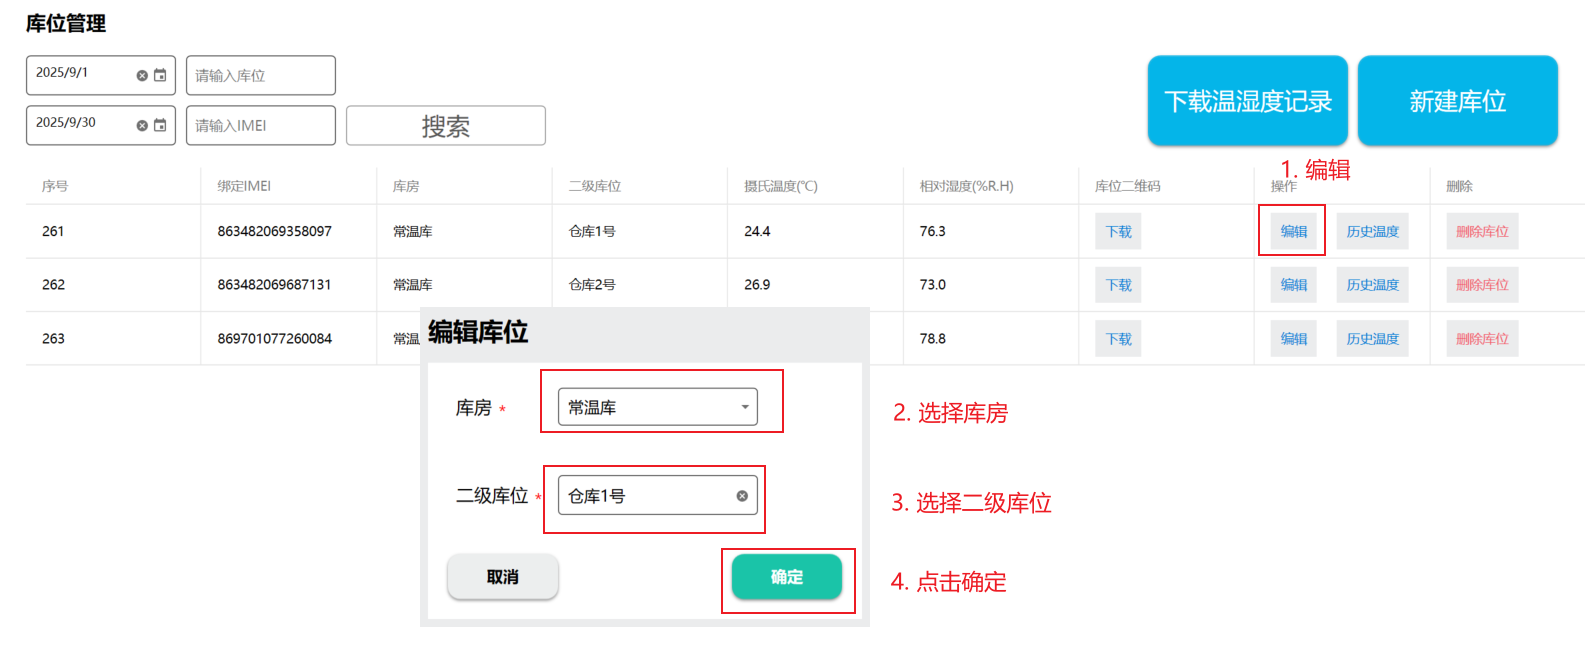 库位管理
2025/9/1
请输入库位
2025/9/30
请输入IMEI
搜索
下载温湿度记录
新建库位
1. 编辑
序号 绑定IMEI 库房 二级库位 摄氏温度(℃) 相对湿度(%R.H) 库位二维码 操作 删除
261 863482069358097 常温库 仓库1号 24.4 76.3 下载 编辑 历史温度 删除库位
262 863482069687131 常温库 仓库2号 26.9 73.0 下载 编辑 历史温度 删除库位
263 869701077260084 常温 78.8 下载 编辑 历史温度 删除库位
编辑库位
库房 * 常温库
2. 选择库房
二级库位 * 仓库1号
3. 选择二级库位
取消 确定
4. 点击确定